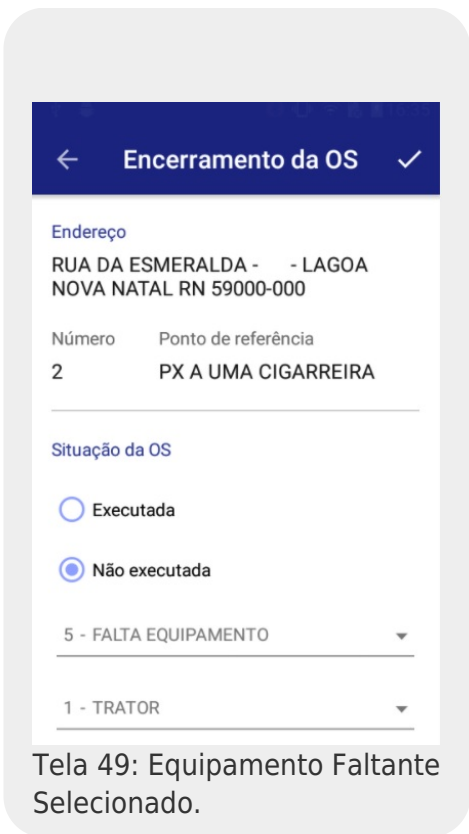 Encerramento da OS
Endereço
RUA DA ESMERALDA - - LAGOA
NOVA NATAL RN 59000-000
Número Ponto de referência
2 PX A UMA CIGARREIRA
Situação da OS
Executada
Não executada
5 - FALTA EQUIPAMENTO
1 - TRATOR
Tela 49: Equipamento Faltante
Selecionado.